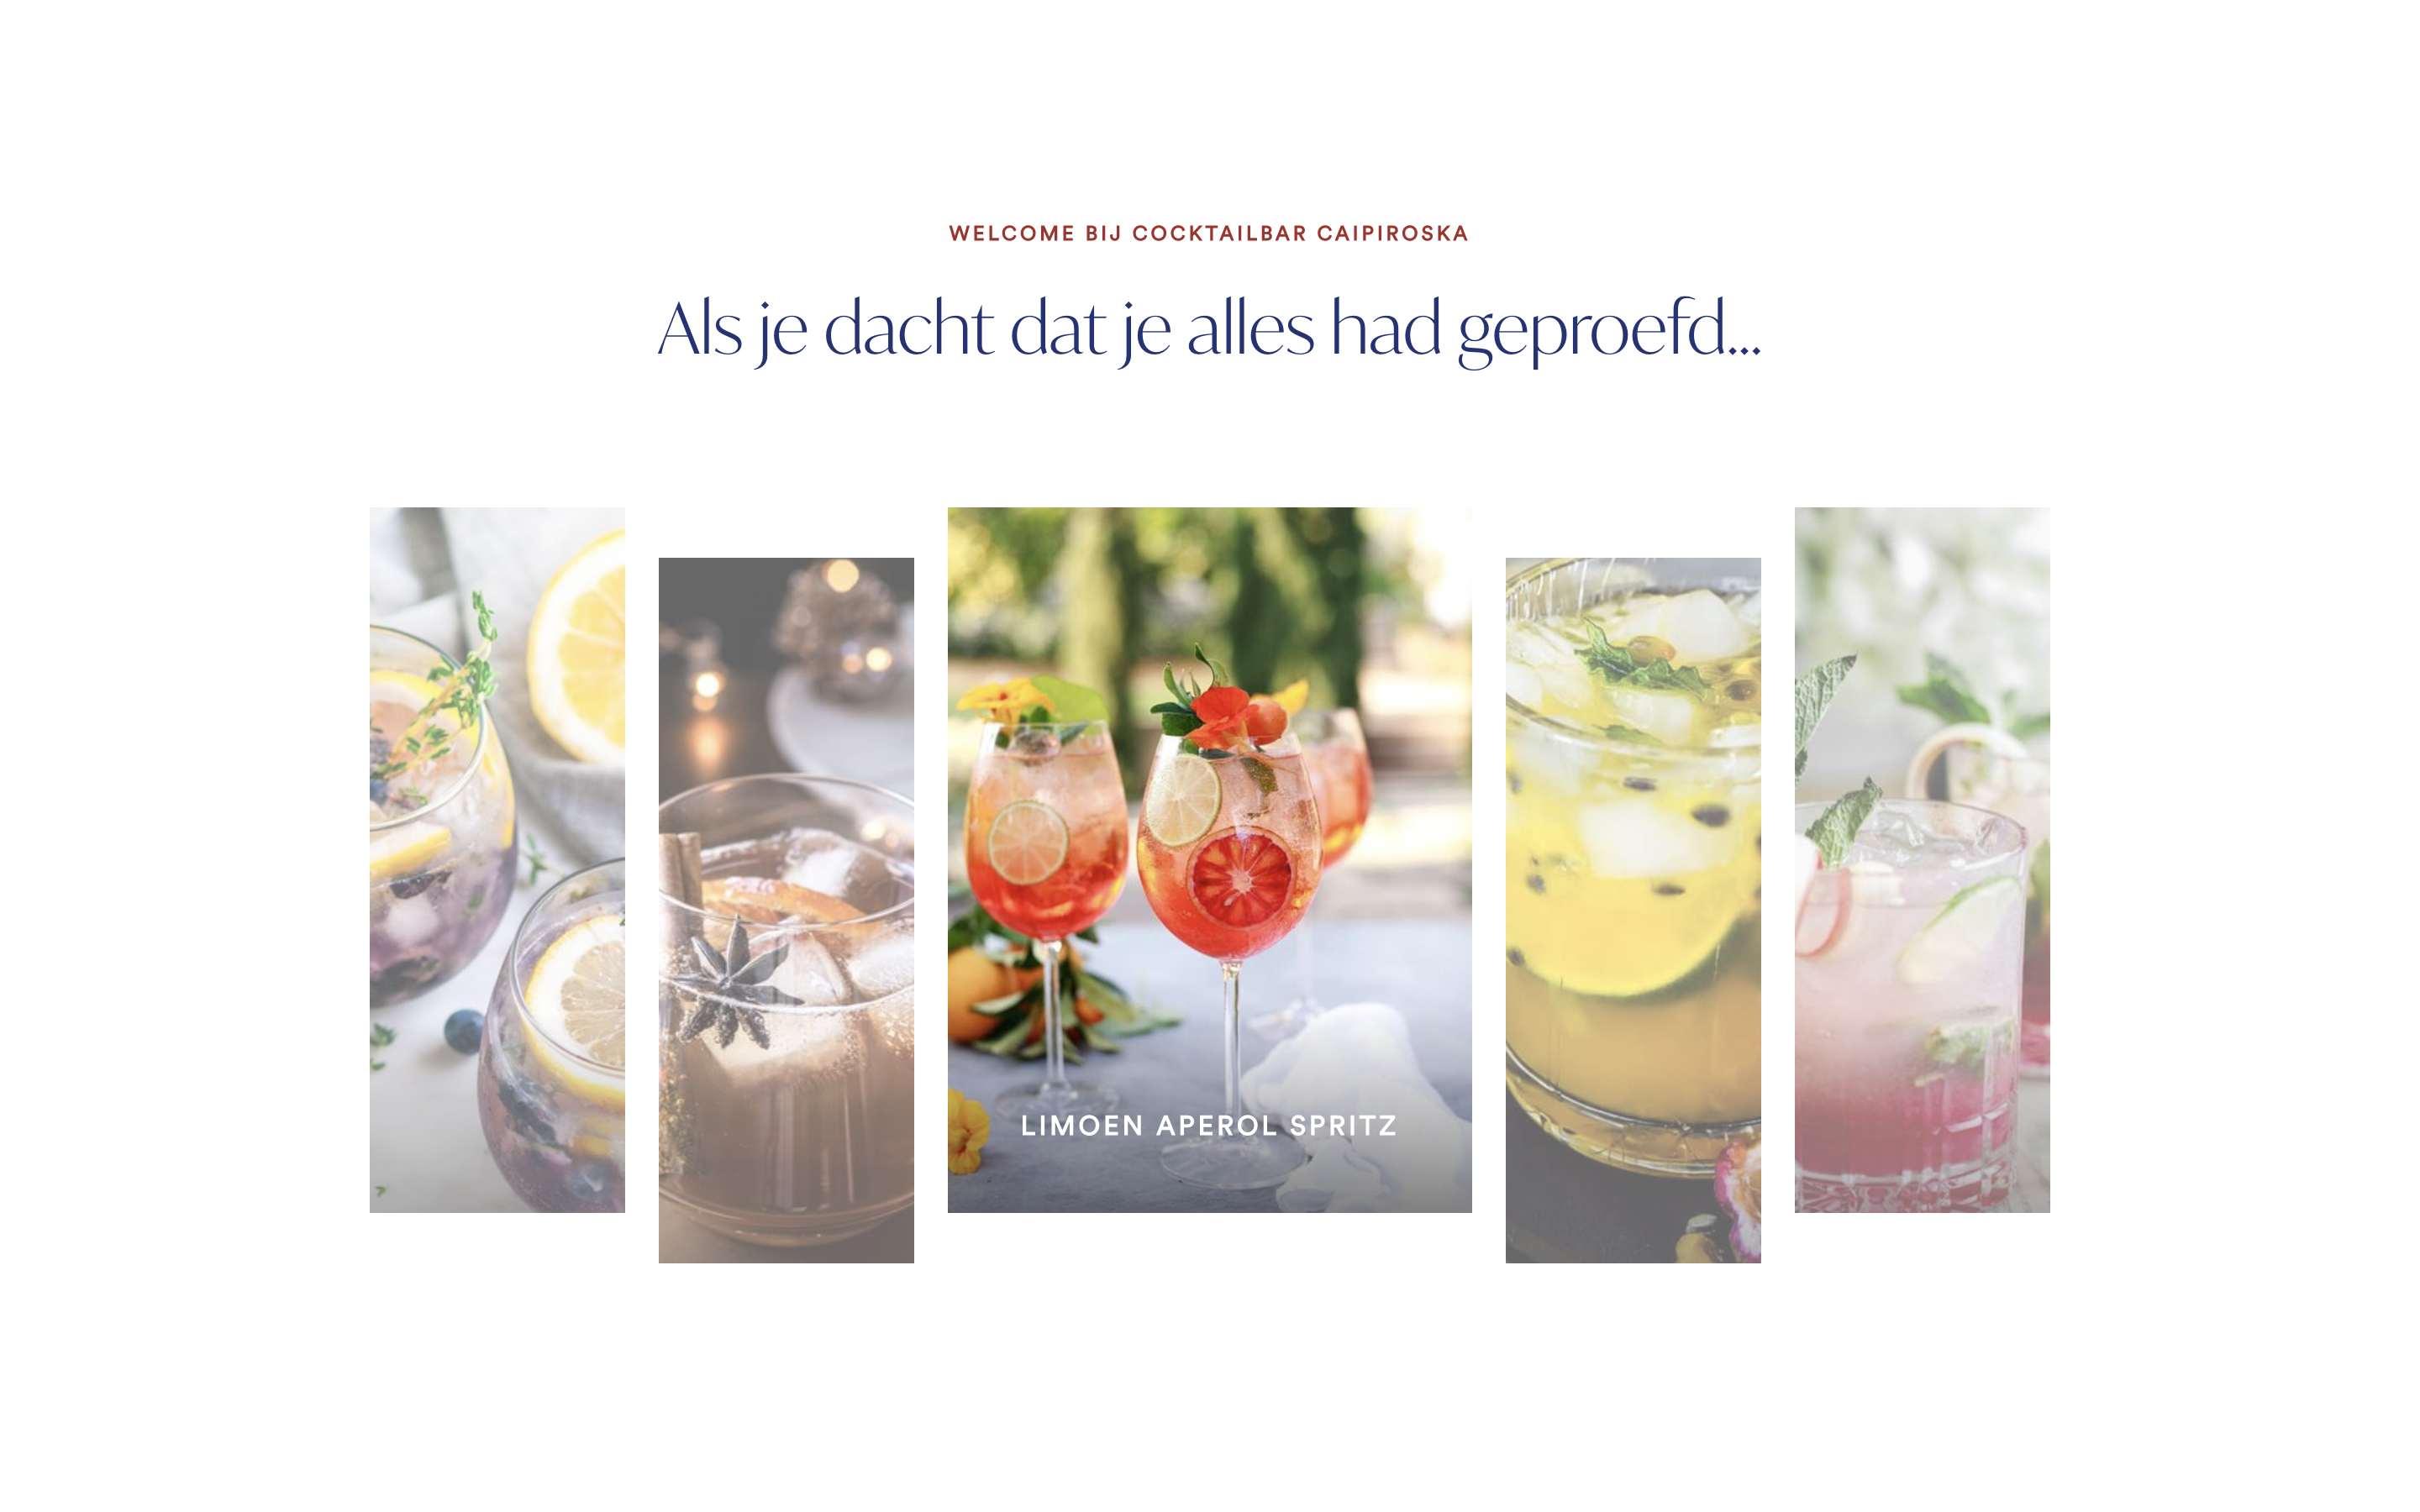 WELCOME BIJ COCKTAILBAR CAIPIROSKA
Als je dacht dat je alles had geproefd...
LIMOEN APEROL SPRITZ